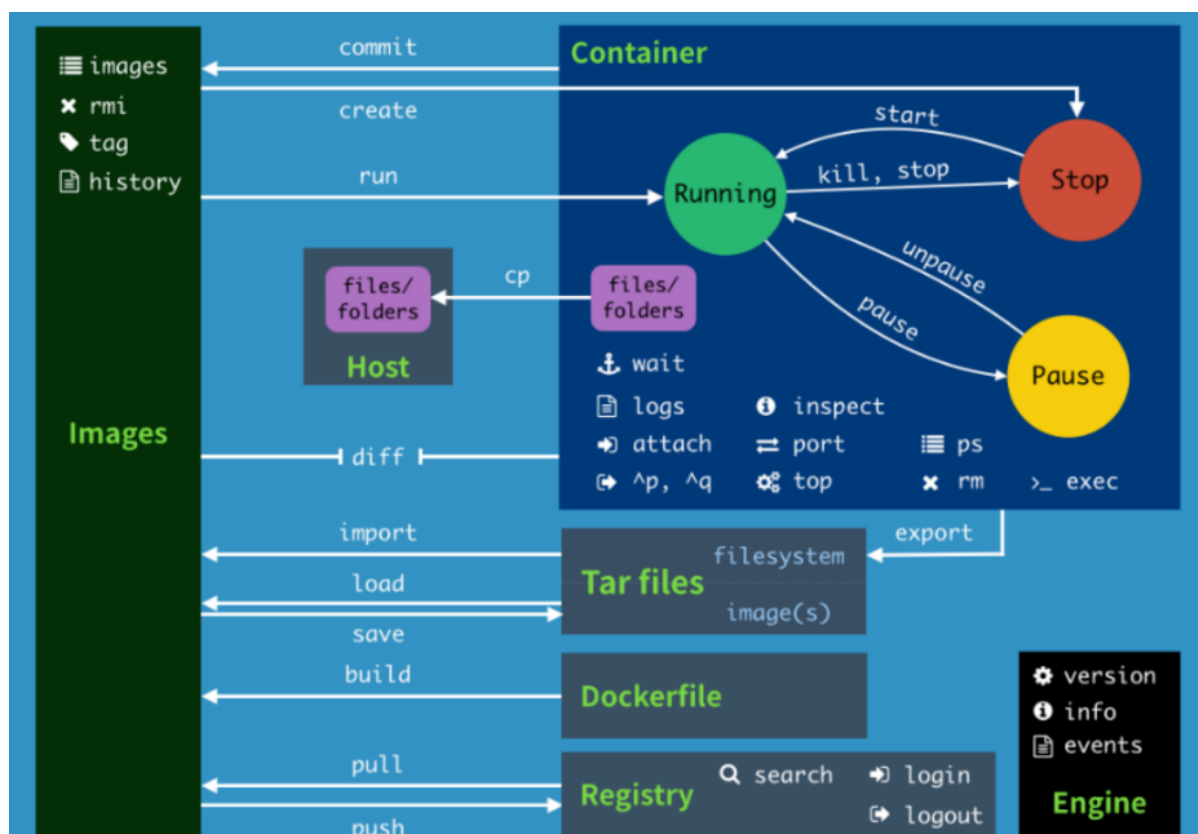 images
rmi
tag
history
Images
commit
create
run
cp
diff
import
load
save
build
pull
push
files/
folders
Host
Container
start
kill, stop
Running
Stop
unpause
pause
Pause
files/
folders
wait
logs
inspect
attach
port
ps
^p, ^q
top
rm
>_ exec
export
filesystem
Tar files
image(s)
Dockerfile
Registry
search
login
logout
version
info
events
Engine